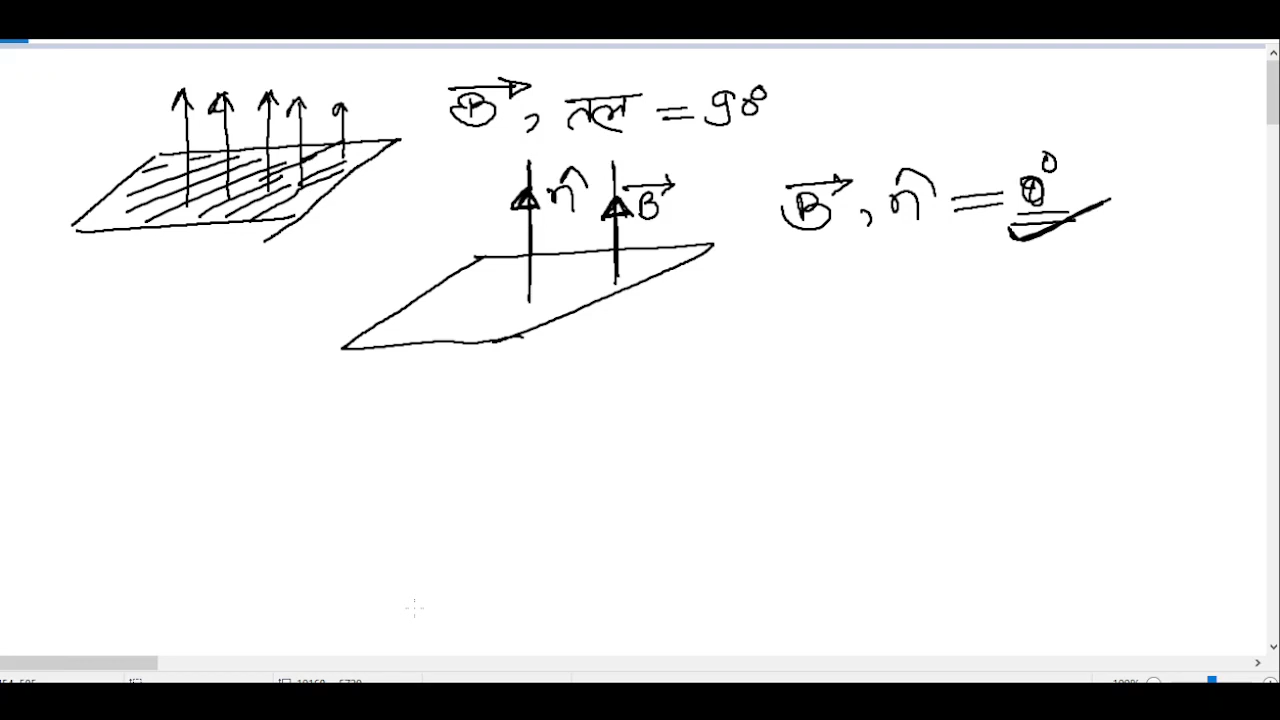 B, तल = 90°
n̂ B
B, n̂ = 0°